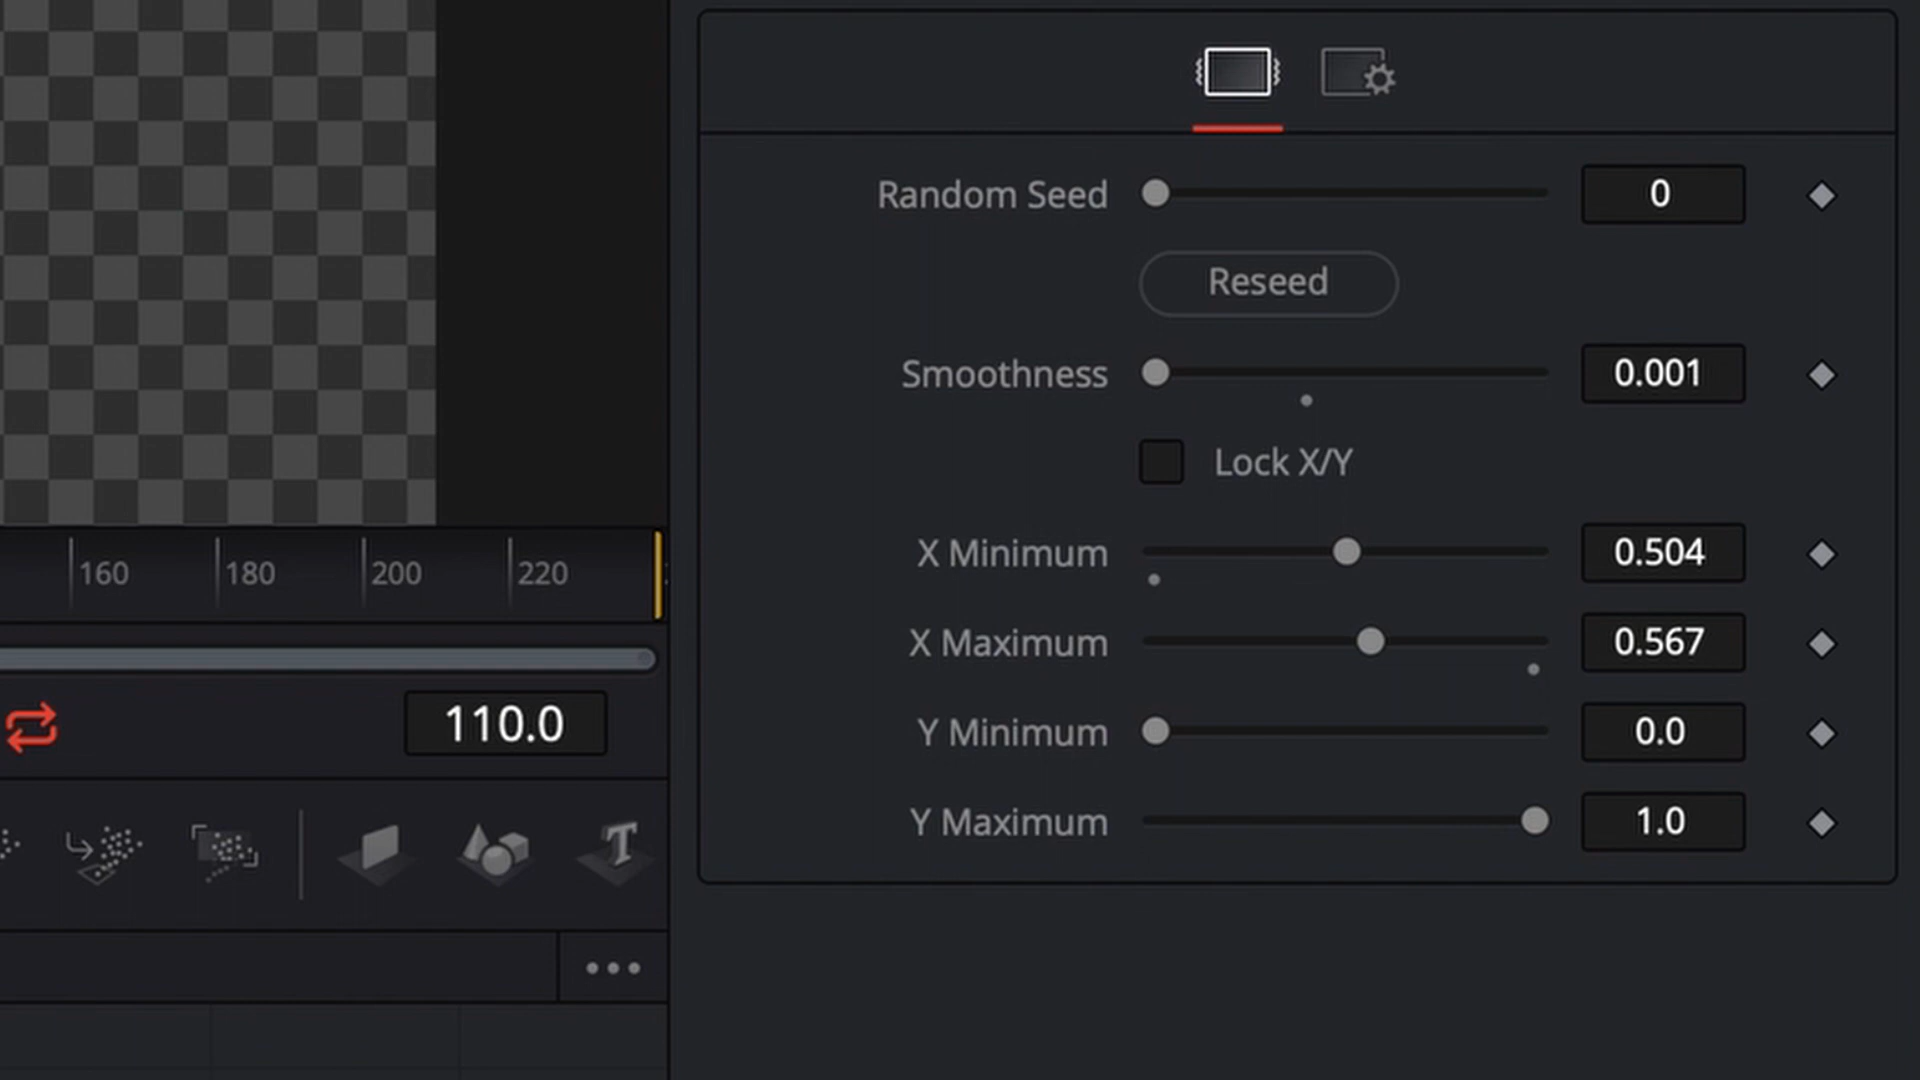 Random Seed 0
Reseed
Smoothness 0.001
Lock X/Y
X Minimum 0.504
X Maximum 0.567
Y Minimum 0.0
Y Maximum 1.0
160 180 200 220
110.0